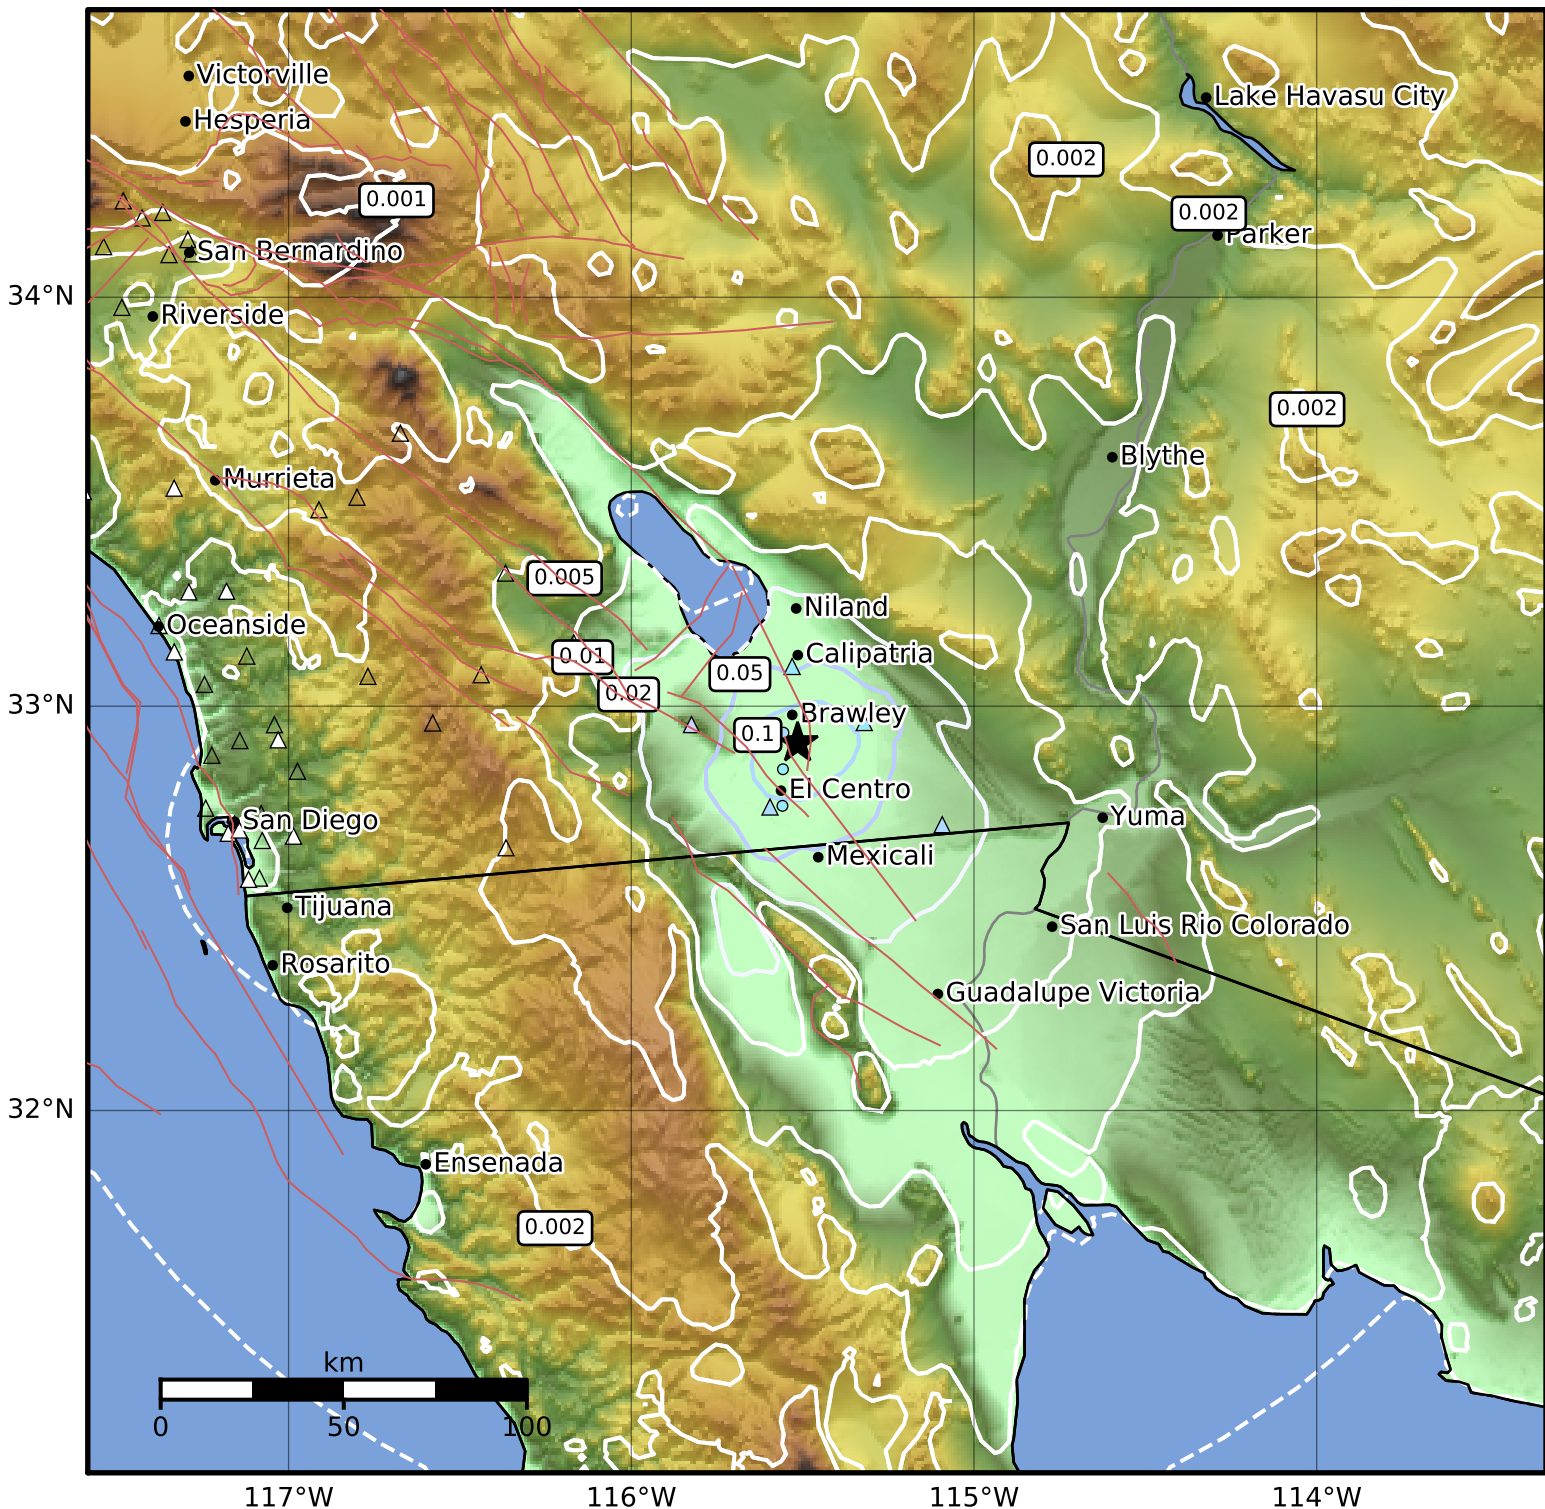 Victorville
Lake Havasu City
Hesperia
0.002
0.001
0.002
Parker
San Bernardino
34°N
Riverside
0.002
Blythe
Murrieta
0.005
Niland
Oceanside
Calipatria
0.01
0.05
0.02
33°N
Brawley
0.1
El Centro
San Diego
Yuma
Mexicali
Tijuana
San Luis Rio Colorado
Rosarito
Guadalupe Victoria
32°N
Ensenada
0.002
km
0 50 100
117°W 116°W 115°W 114°W